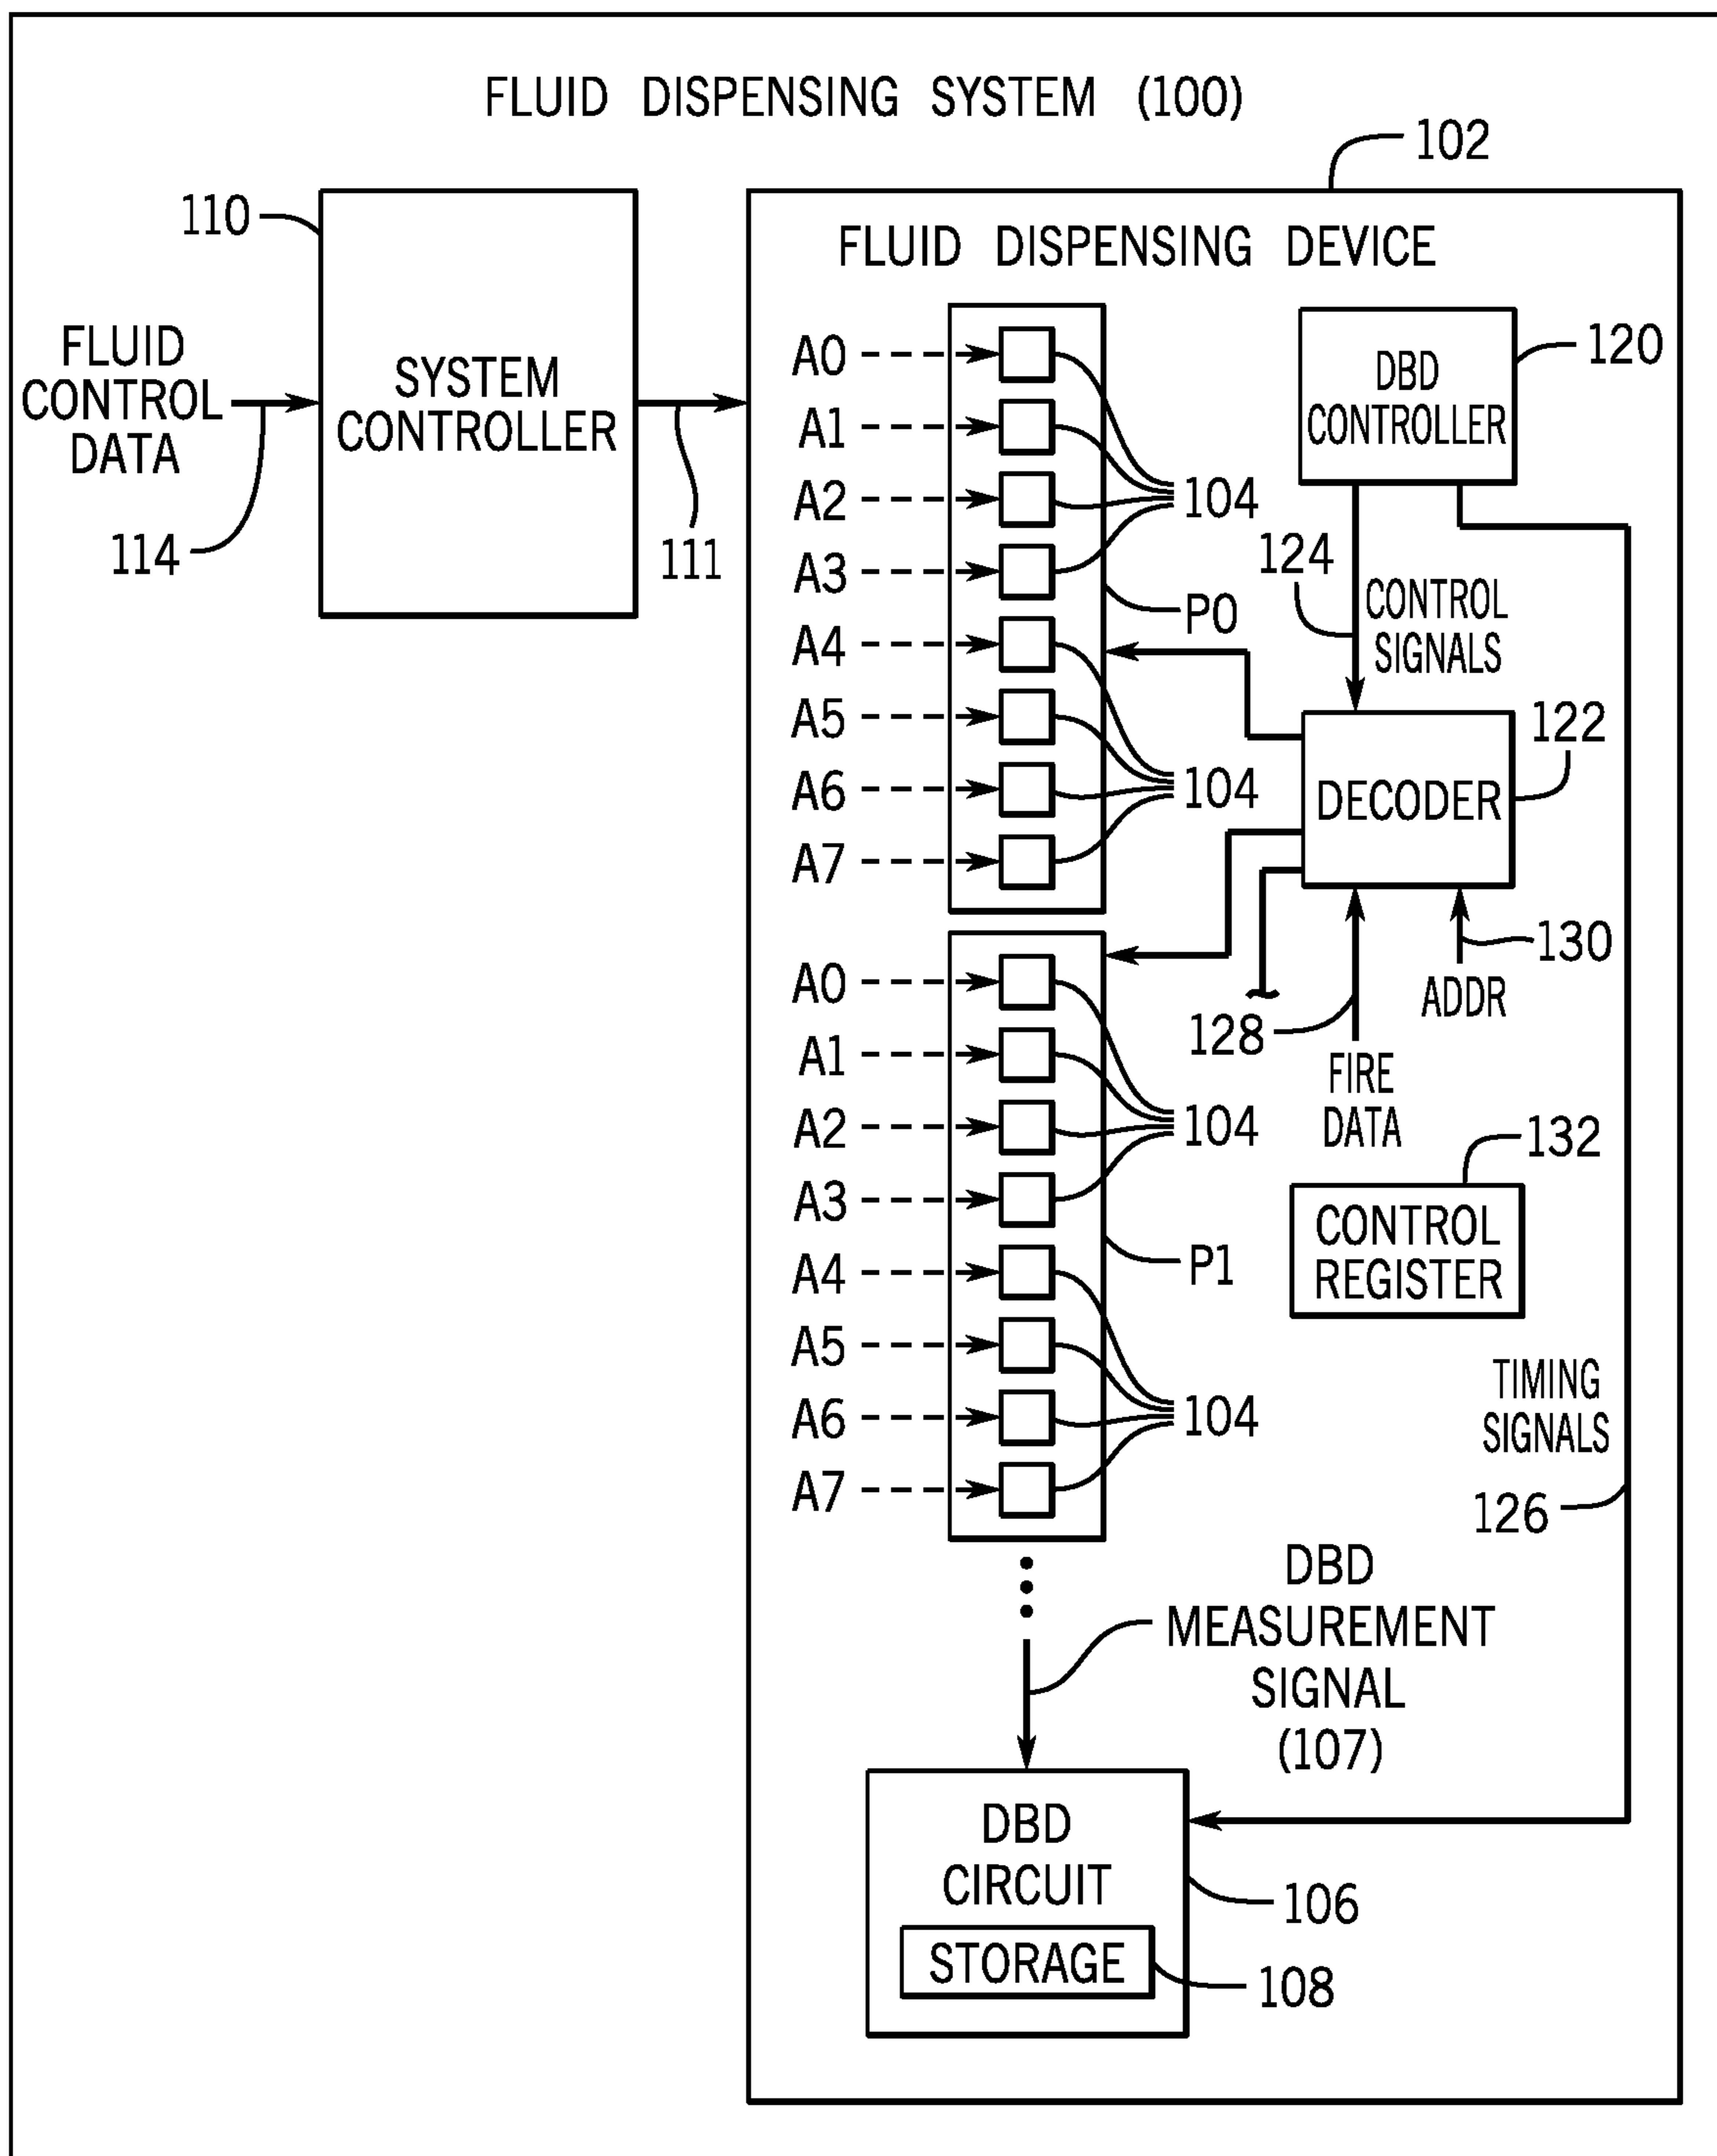 FLUID DISPENSING SYSTEM (100)
102
110
FLUID DISPENSING DEVICE
FLUID
CONTROL
DATA
114
SYSTEM
CONTROLLER
111
A0
A1
A2
A3
A4
A5
A6
A7
104
P0
104
DBD
CONTROLLER
120
124
CONTROL
SIGNALS
122
DECODER
130
ADDR
128
FIRE
DATA
A0
A1
A2
A3
A4
A5
A6
A7
104
P1
104
132
CONTROL
REGISTER
TIMING
SIGNALS
126
DBD
MEASUREMENT
SIGNAL
(107)
DBD
CIRCUIT
106
STORAGE
108